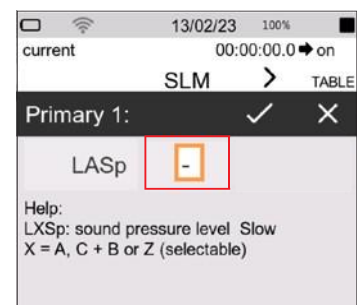 13/02/23 100%
current 00:00:00.0 ➡ on
SLM > TABLE
Primary 1: ✓ ✕
LASp -
Help:
LXSp: sound pressure level Slow
X = A, C + B or Z (selectable)